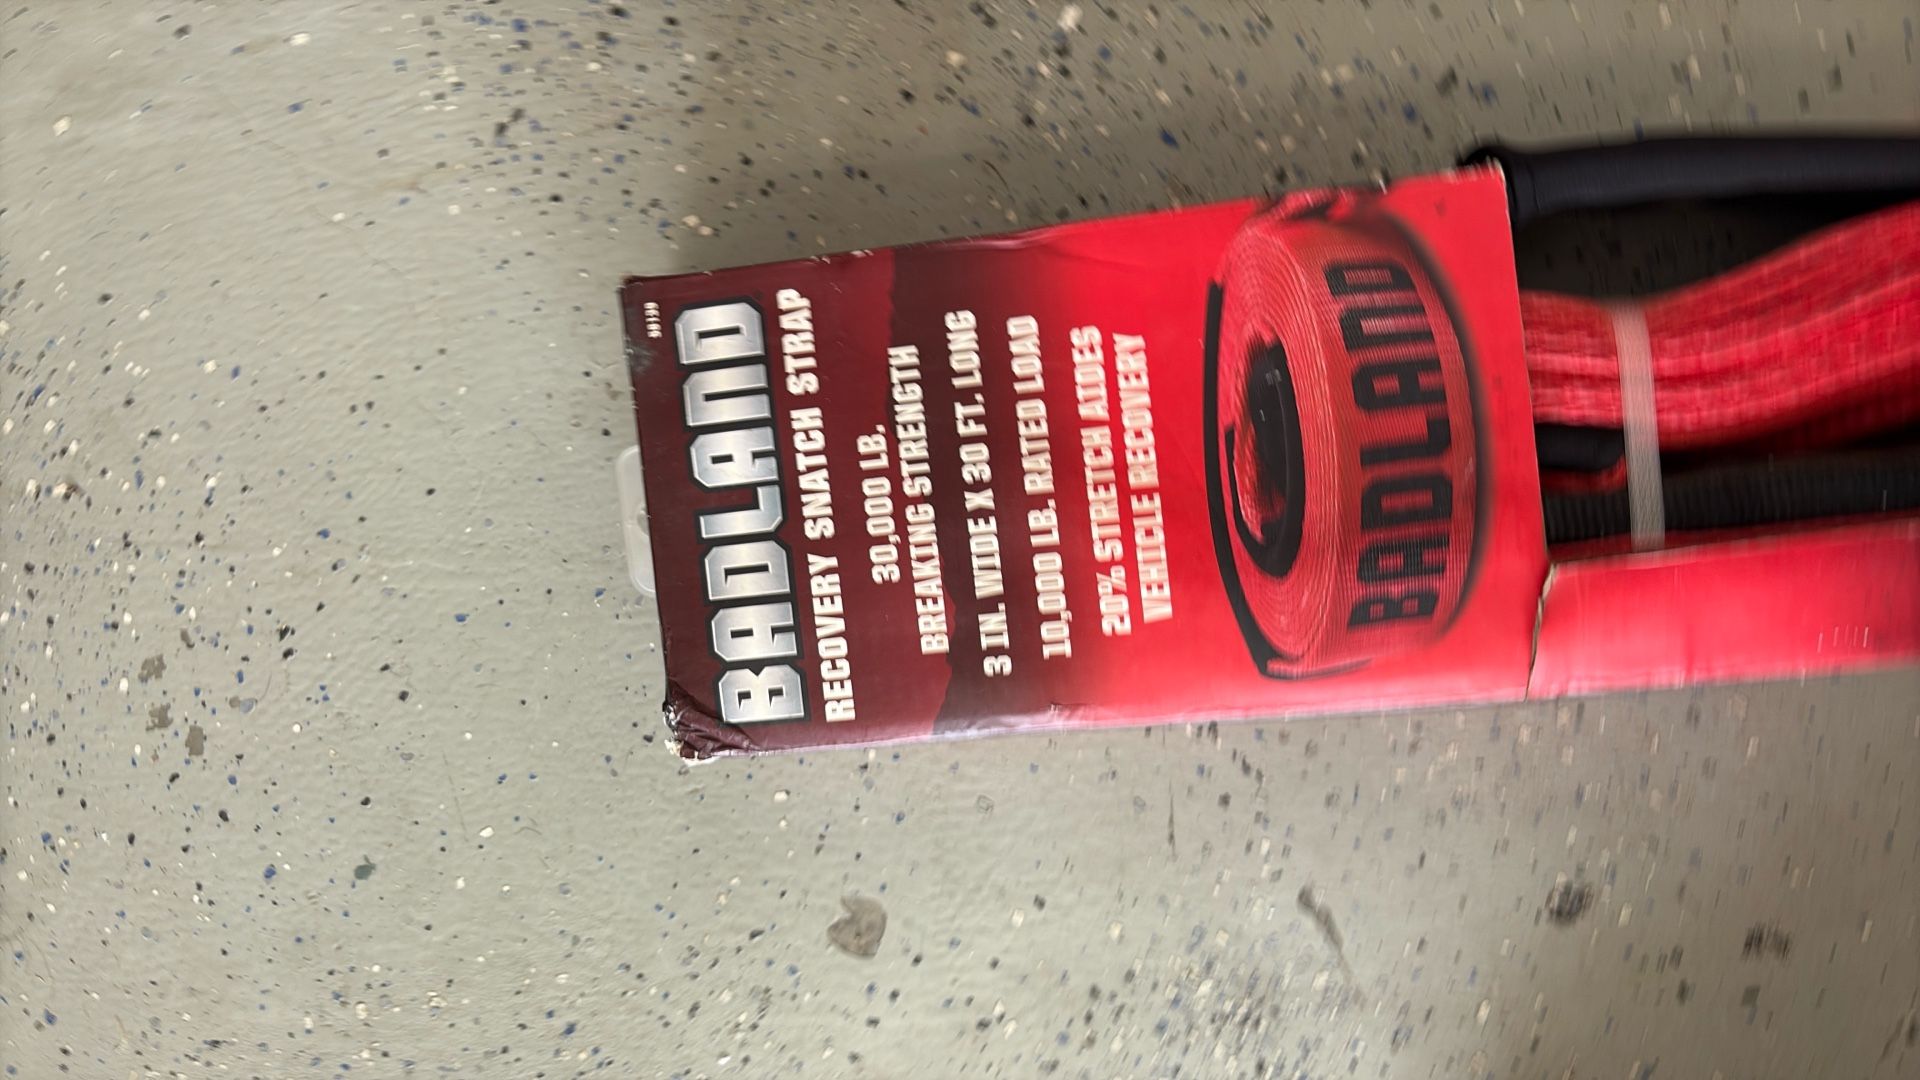 BADLAND
RECOVERY SNATCH STRAP
30,000 LB.
BREAKING STRENGTH
3 IN. WIDE X 30 FT. LONG
10,000 LB. RATED LOAD
20% STRETCH AIDES
VEHICLE RECOVERY
BADLAND